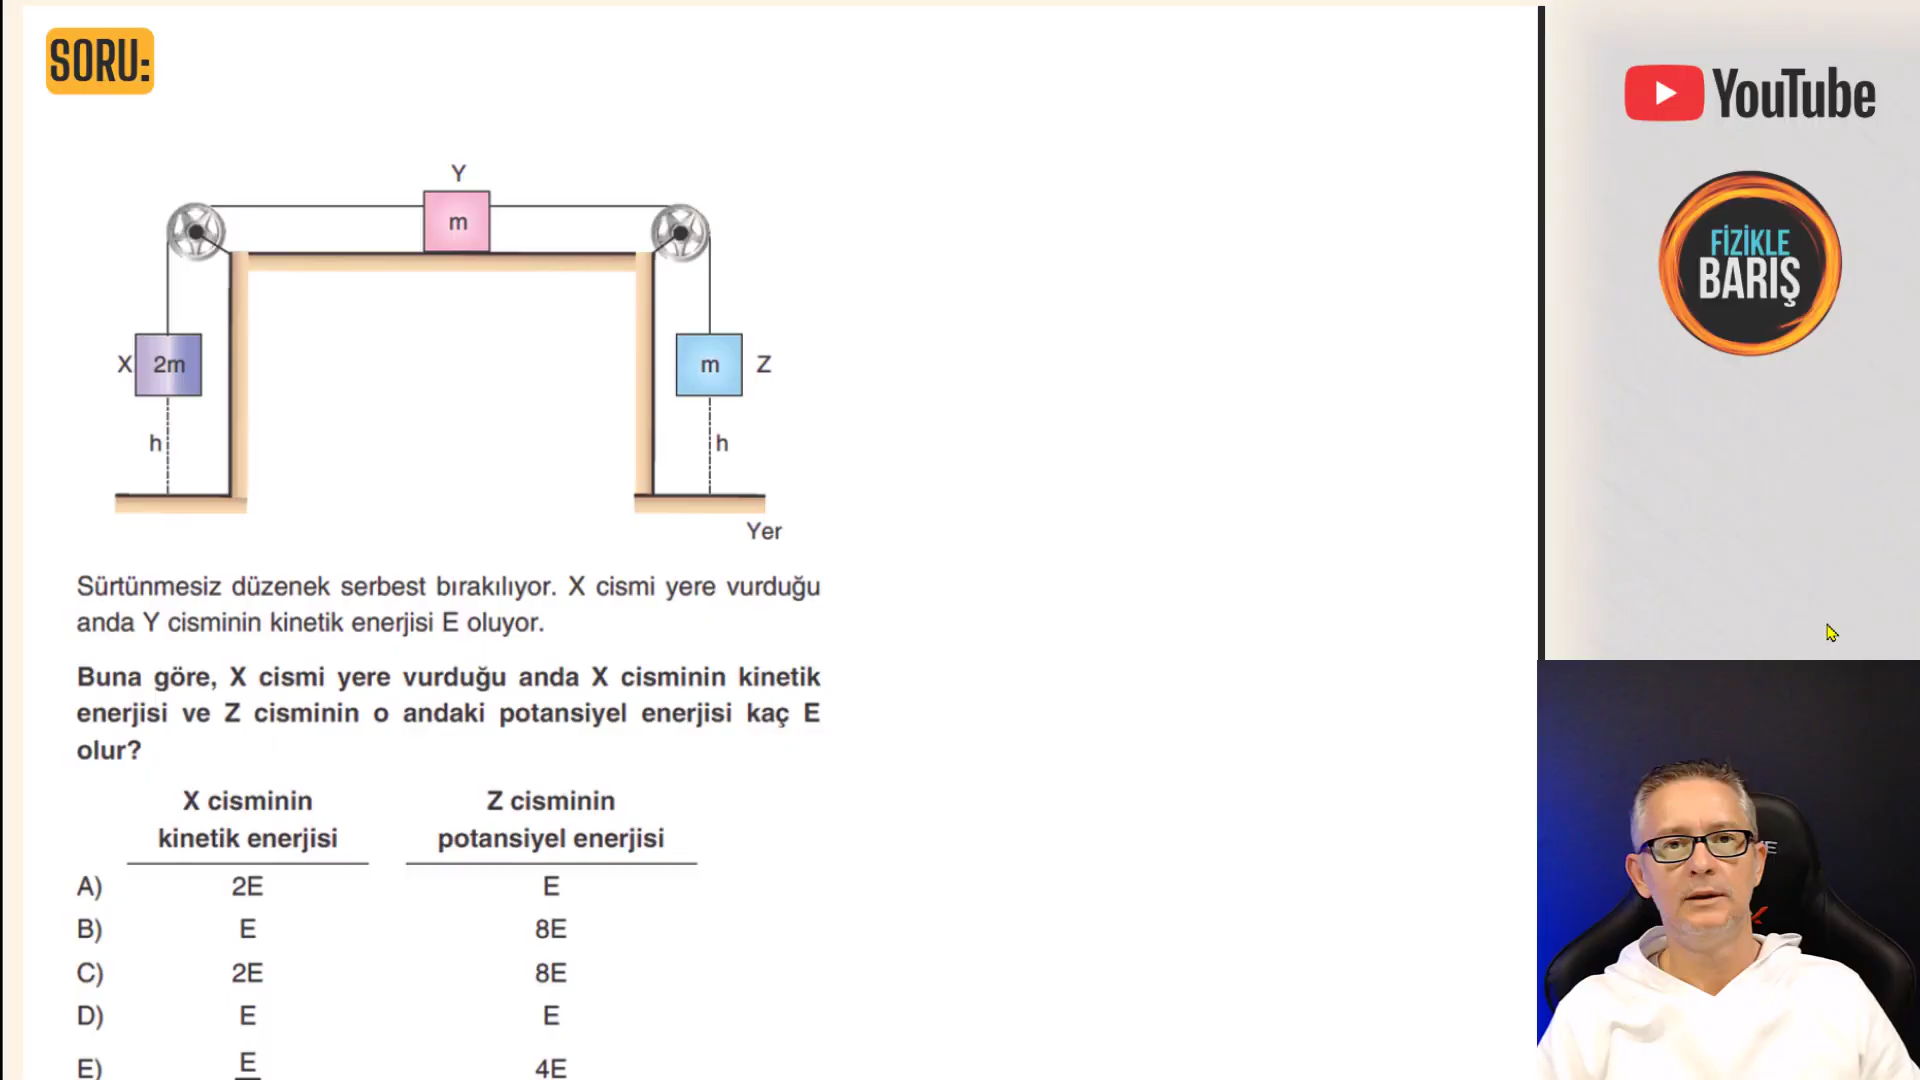 SORU:
YouTube
FİZİKLE
BARIŞ
Y
m
X
2m
m
Z
h
h
Yer
Sürtünmesiz düzenek serbest bırakılıyor. X cismi yere vurduğu
anda Y cisminin kinetik enerjisi E oluyor.
Buna göre, X cismi yere vurduğu anda X cisminin kinetik
enerjisi ve Z cisminin o andaki potansiyel enerjisi kaç E
olur?
X cisminin
kinetik enerjisi
Z cisminin
potansiyel enerjisi
A) 2E E
B) E 8E
C) 2E 8E
D) E E
E) E 4E